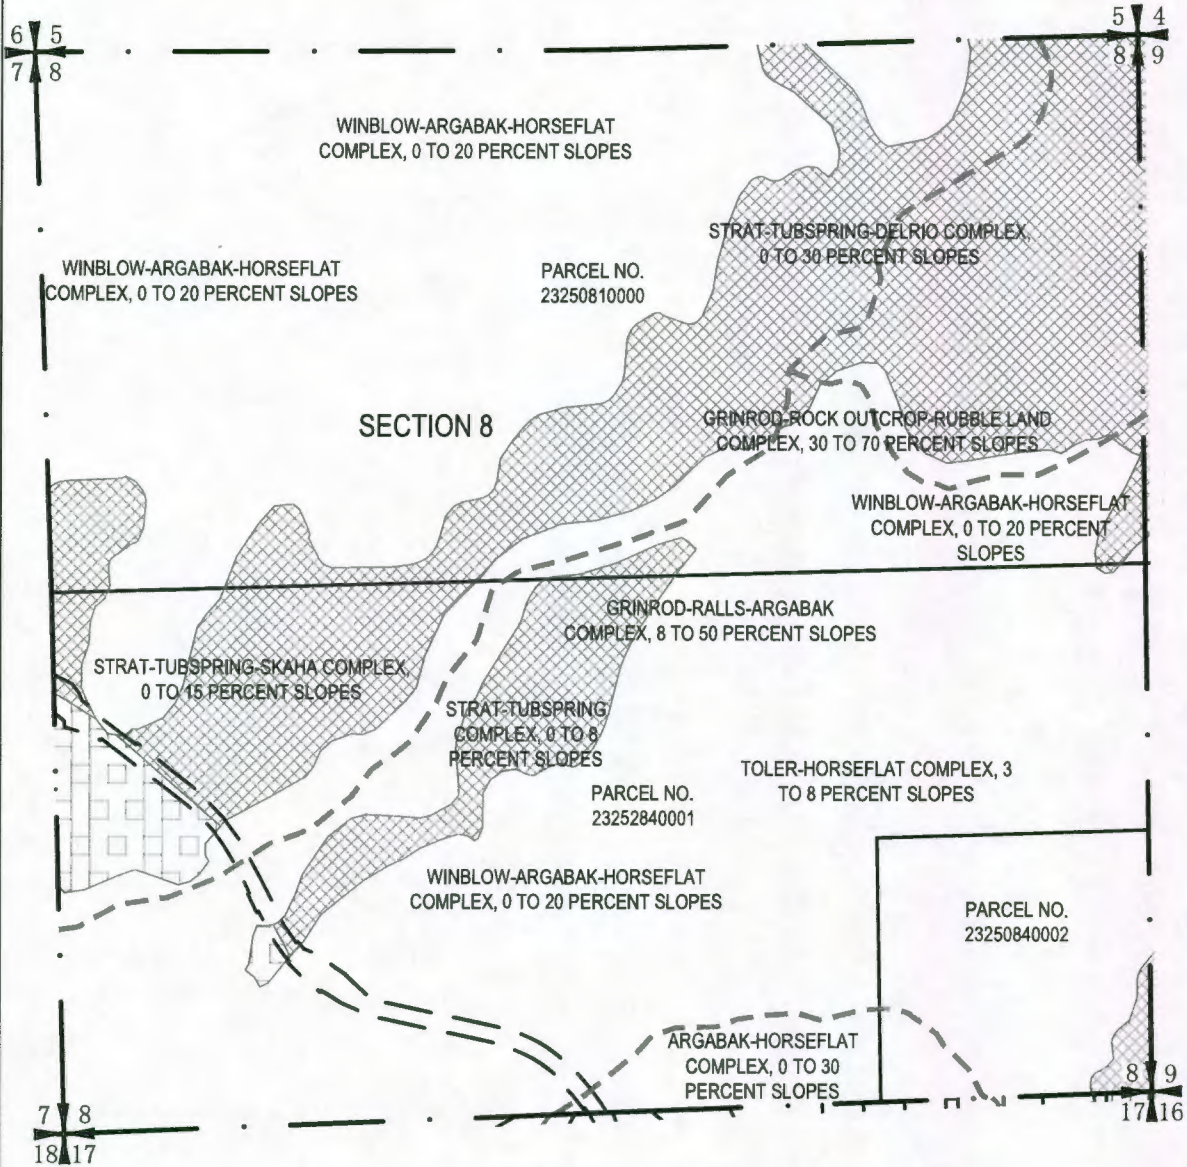 6 5
7 8
5 4
8 9
WINBLOW-ARGABAK-HORSEFLAT
COMPLEX, 0 TO 20 PERCENT SLOPES
STRAT-TUBSPRING-DELRIO COMPLEX,
0 TO 30 PERCENT SLOPES
WINBLOW-ARGABAK-HORSEFLAT
COMPLEX, 0 TO 20 PERCENT SLOPES
PARCEL NO.
23250810000
SECTION 8
GRINROD-ROCK OUTCROP-RUBBLE LAND
COMPLEX, 30 TO 70 PERCENT SLOPES
WINBLOW-ARGABAK-HORSEFLAT
COMPLEX, 0 TO 20 PERCENT
SLOPES
GRINROD-RALLS-ARGABAK
COMPLEX, 8 TO 50 PERCENT SLOPES
STRAT-TUBSPRING-SKAHA COMPLEX,
0 TO 15 PERCENT SLOPES
STRAT-TUBSPRING
COMPLEX, 0 TO 8
PERCENT SLOPES
TOLER-HORSEFLAT COMPLEX, 3
TO 8 PERCENT SLOPES
PARCEL NO.
23252840001
WINBLOW-ARGABAK-HORSEFLAT
COMPLEX, 0 TO 20 PERCENT SLOPES
PARCEL NO.
23250840002
ARGABAK-HORSEFLAT
COMPLEX, 0 TO 30
PERCENT SLOPES
7 8
18 17
8 9
17 16